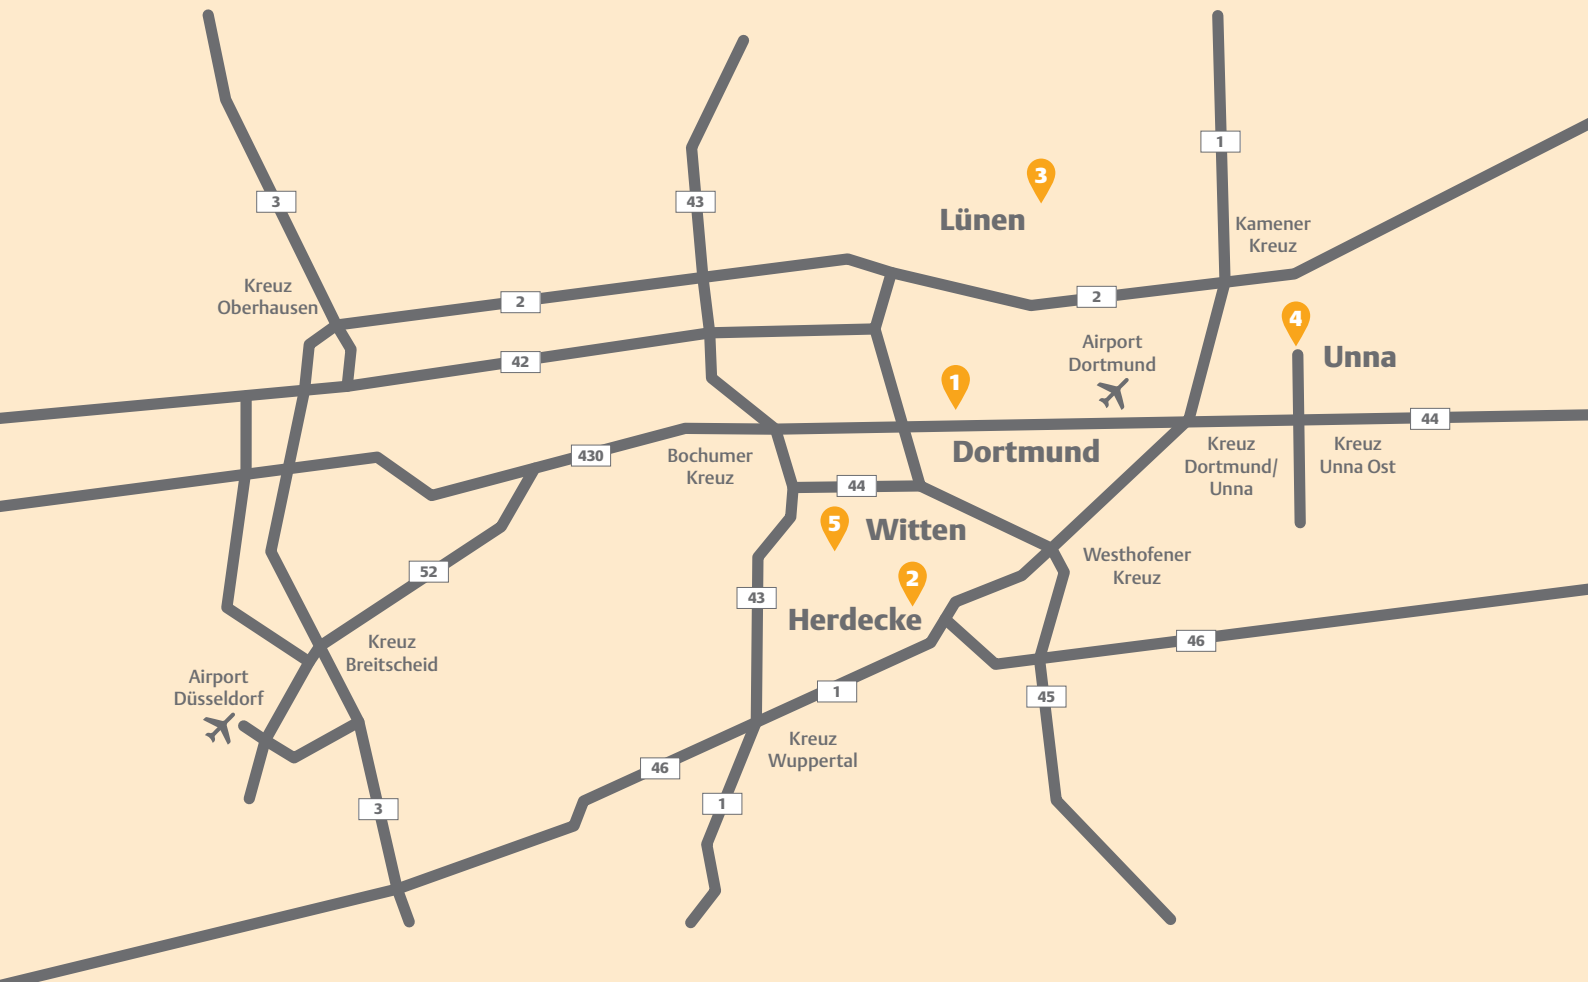 1
3
43
3
Lünen
Kamener
Kreuz
Kreuz
Oberhausen
2
2
4
42
Airport
Dortmund
Unna
1
44
Dortmund
430
Bochumer
Kreuz
Kreuz
Dortmund/
Unna
Kreuz
Unna Ost
44
5
Witten
52
Westhofener
Kreuz
2
43
Herdecke
46
Kreuz
Breitscheid
Airport
Düsseldorf
1
45
Kreuz
Wuppertal
46
1
3